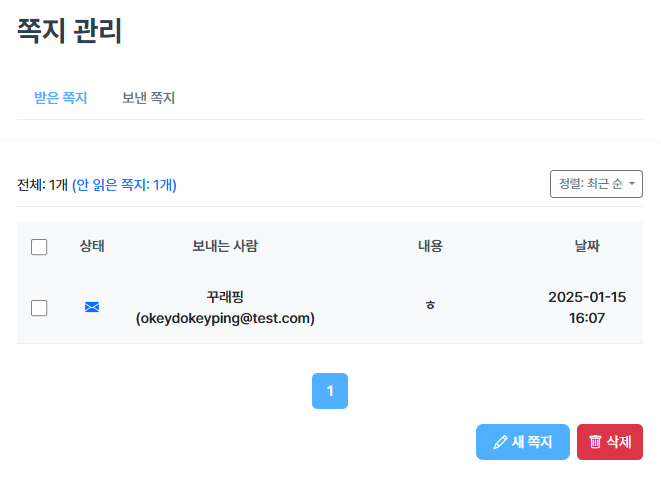 쪽지 관리
받은 쪽지 보낸 쪽지
전체: 1개 (안 읽은 쪽지: 1개) 정렬: 최근 순
상태 보내는 사람 내용 날짜
꾸래핑
(okeydokeyping@test.com)
ㅎ
2025-01-15
16:07
1
새 쪽지 삭제